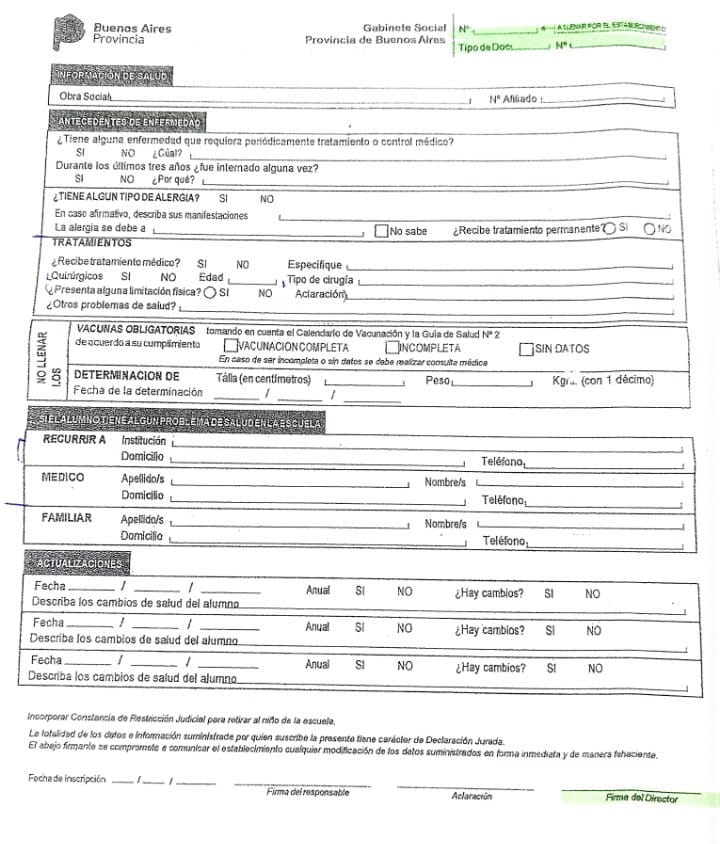 Buenos Aires
Provincia
Gabinete Social
Provincia de Buenos Aires
Nº
A LLENAR POR EL ESTABLECIMIENTO
Tipo de Doc. Nº
INFORMACIÓN DE SALUD
Obra Social Nº Afiliado
ANTECEDENTES DE ENFERMEDAD
¿Tiene alguna enfermedad que requiera periódicamente tratamiento o control médico?
SI NO ¿Cúal?
Durante los últimos tres años ¿fue internado alguna vez?
SI NO ¿Por qué?
¿TIENE ALGUN TIPO DE ALERGIA? SI NO
En caso afirmativo, describa sus manifestaciones
La alergia se debe a No sabe ¿Recibe tratamiento permanente? SI NO
TRATAMIENTOS
¿Recibe tratamiento médico? SI NO Especifique
¿Quirúrgicos SI NO Edad Tipo de cirugía
¿Presenta alguna limitación física? SI NO Aclaración
¿Otros problemas de salud?
NO LLENAR
LOS
VACUNAS OBLIGATORIAS tomando en cuenta el Calendario de Vacunación y la Guía de Salud Nº 2
de acuerdo a su cumplimiento VACUNACION COMPLETA INCOMPLETA SIN DATOS
En caso de ser incompleta o sin datos se debe realizar consulta médica
DETERMINACION DE Tálla (en centímetros) Peso Kgr.. (con 1 décimo)
Fecha de la determinación / /
SI EL ALUMNO TIENE ALGUN PROBLEMA DE SALUD EN LA ESCUELA
RECURRIR A Institución
Domicilio Teléfono
MEDICO Apellido/s Nombre/s
Domicilio Teléfono
FAMILIAR Apellido/s Nombre/s
Domicilio Teléfono
ACTUALIZACIONES
Fecha / / Anual SI NO ¿Hay cambios? SI NO
Describa los cambios de salud del alumno
Fecha / / Anual SI NO ¿Hay cambios? SI NO
Describa los cambios de salud del alumno
Fecha / / Anual SI NO ¿Hay cambios? SI NO
Describa los cambios de salud del alumno
Incorporar Constancia de Restricción Judicial para retirar al niño de la escuela.
La totalidad de los datos e información suministrada por quien suscribe la presente tiene carácter de Declaración Jurada.
El abajo firmante se compromete a comunicar el establecimiento cualquier modificación de los datos suministrados en forma inmediata y de manera fehaciente.
Fecha de inscripción / /
Firma del responsable Aclaración Firma del Director